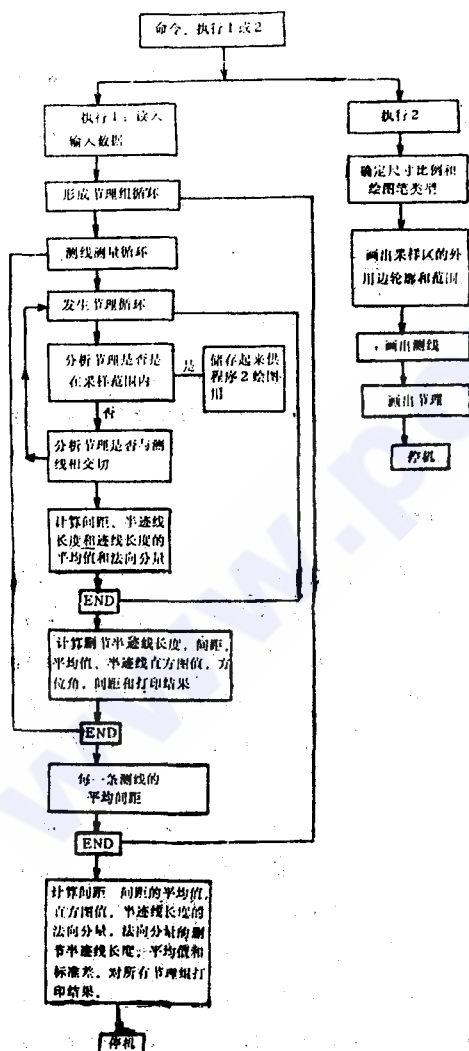 命令、执行1或2
执行1：读入
输入数据
形成节理组循环
测线测量循环
发生节理循环
分析节理是否是
在采样范围内
是
储存起来供
程序2绘图
用
否
分析节理是否与测
线相交切
计算间距、半迹线
长度和迹线长度的
平均值和法向分量
END
计算删节半迹线长度，间距，
平均值，半迹线直方图值，方
位角，间距和打印结果
END
每一条测线的
平均间距
END
计算间距 间距的平均值，
直方图值，半迹线长度的
法向分量，法向分量的删
节半迹线长度，平均值和
标准差，对所有节理组打
印结果。
停机
执行2
确定尺寸比例和
绘图笔类型
画出采样区的外
用边轮廓和范围
画出测线
画出节理
停机
www.p